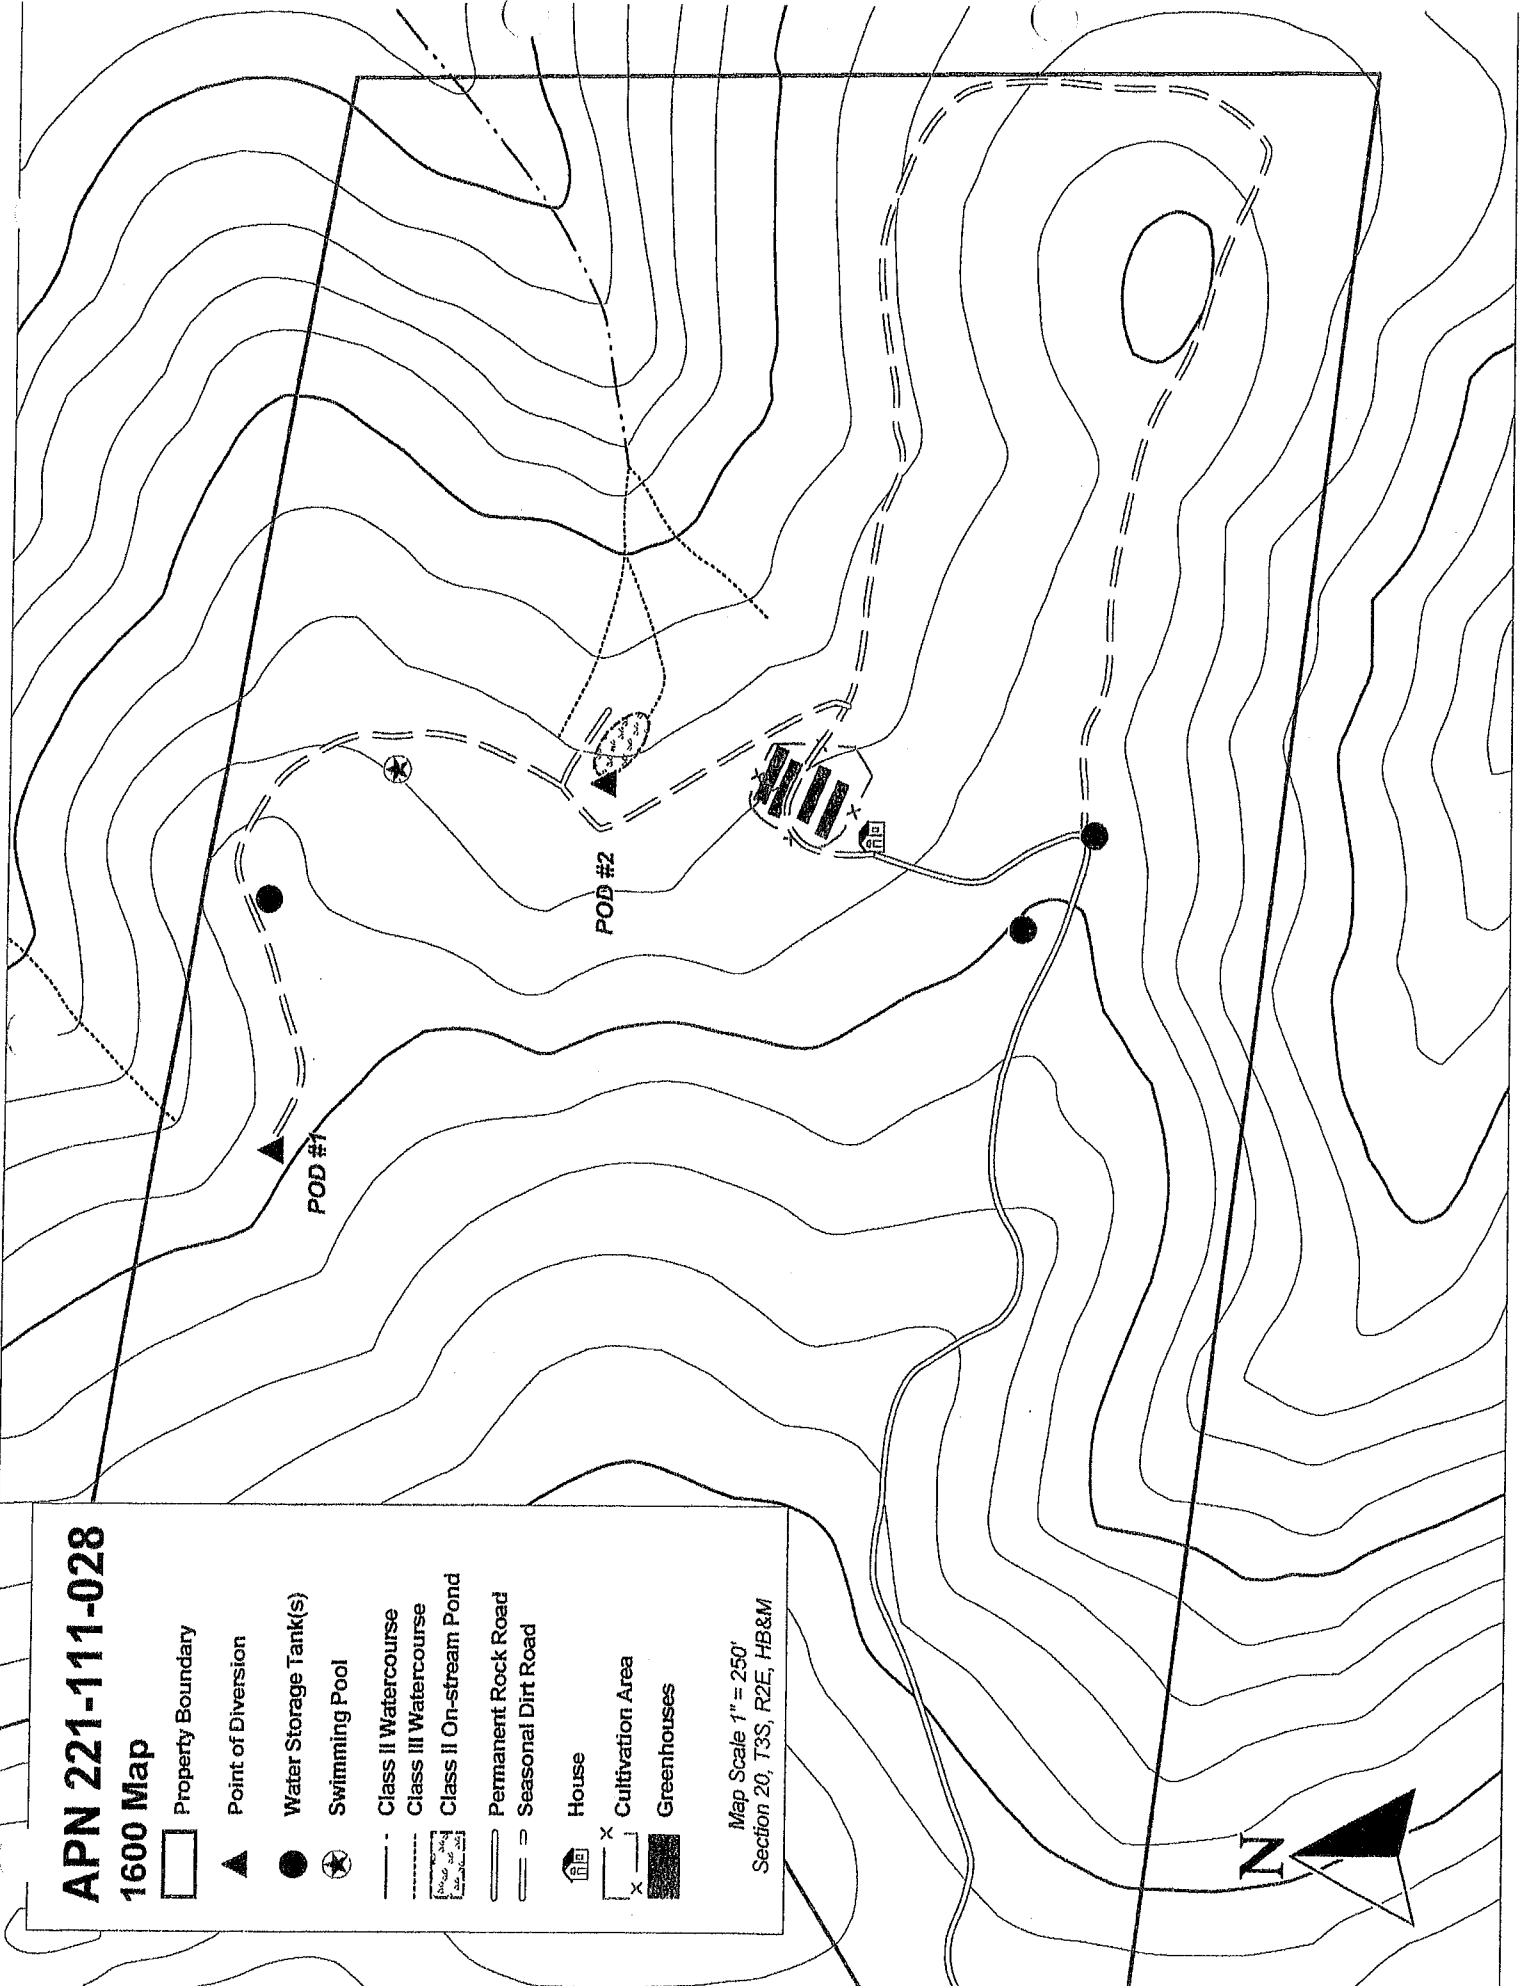 APN 221-111-028
1600 Map
Property Boundary
Point of Diversion
Water Storage Tank(s)
Swimming Pool
Class II Watercourse
Class III Watercourse
Class II On-stream Pond
Permanent Rock Road
Seasonal Dirt Road
House
Cultivation Area
Greenhouses
Map Scale 1" = 250'
Section 20, T3S, R2E, HB&M
POD #1
POD #2
N